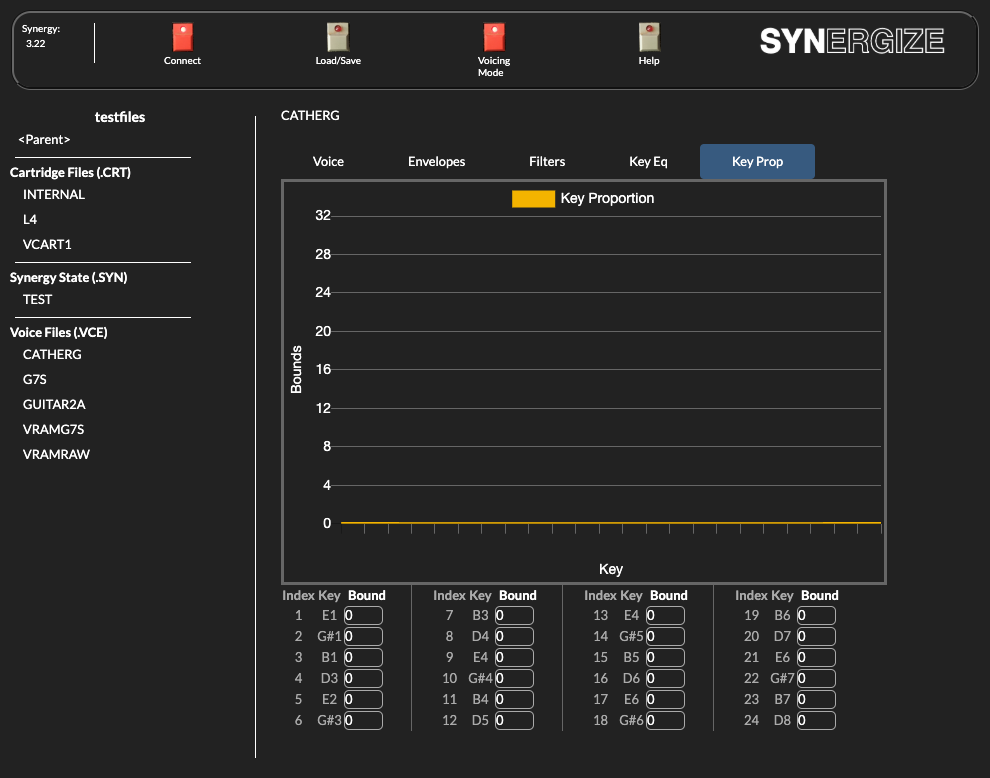 Synergy:
3.22
Connect
Load/Save
Voicing
Mode
Help
SYNERGIZE
testfiles
<Parent>
Cartridge Files (.CRT)
INTERNAL
L4
VCART1
Synergy State (.SYN)
TEST
Voice Files (.VCE)
CATHERG
G7S
GUITAR2A
VRAMG7S
VRAMRAW
CATHERG
Voice Envelopes Filters Key Eq Key Prop
Key Proportion
32
28
24
20
16
12
8
4
0
Bounds
Key
Index Key Bound Index Key Bound Index Key Bound Index Key Bound
1 E1 0 7 B3 0 13 E4 0 19 B6 0
2 G#1 0 8 D4 0 14 G#5 0 20 D7 0
3 B1 0 9 E4 0 15 B5 0 21 E6 0
4 D3 0 10 G#4 0 16 D6 0 22 G#7 0
5 E2 0 11 B4 0 17 E6 0 23 B7 0
6 G#3 0 12 D5 0 18 G#6 0 24 D8 0